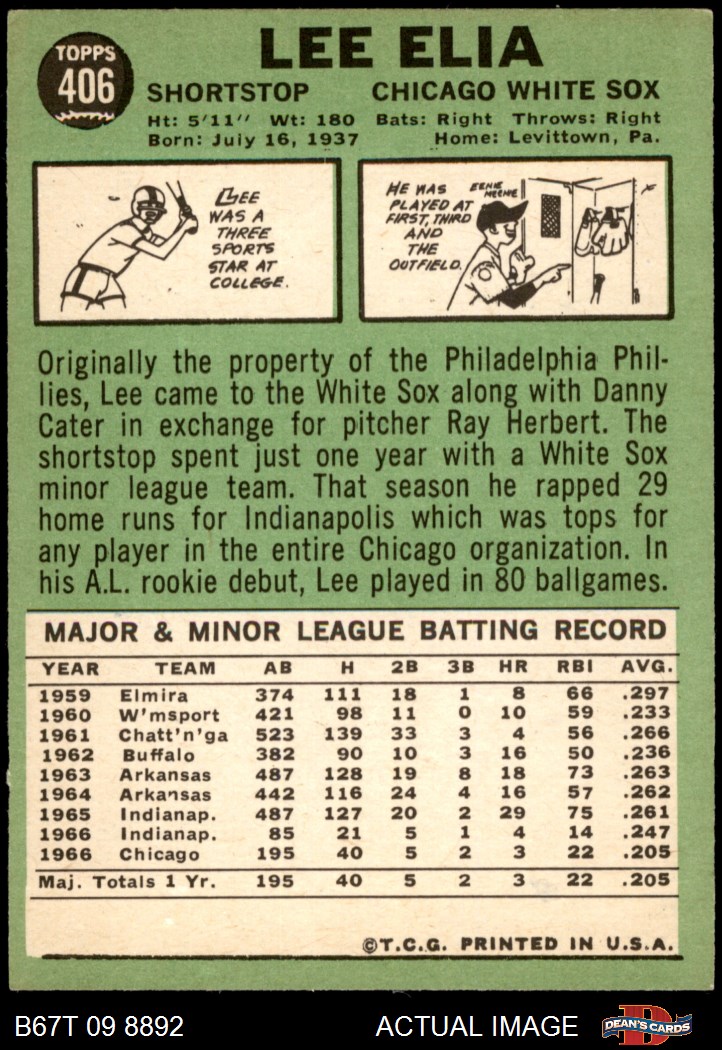 TOPPS
406
LEE ELIA
SHORTSTOP CHICAGO WHITE SOX
Ht: 5'11" Wt: 180 Bats: Right Throws: Right
Born: July 16, 1937 Home: Levittown, Pa.
LEE
WAS A
THREE
SPORTS
STAR AT
COLLEGE.
HE WAS
PLAYED AT
FIRST, THIRD
AND
THE
OUTFIELD.
Originally the property of the Philadelphia Phil-
lies, Lee came to the White Sox along with Danny
Cater in exchange for pitcher Ray Herbert. The
shortstop spent just one year with a White Sox
minor league team. That season he rapped 29
home runs for Indianapolis which was tops for
any player in the entire Chicago organization. In
his A.L. rookie debut, Lee played in 80 ballgames.
MAJOR & MINOR LEAGUE BATTING RECORD
YEAR TEAM AB H 2B 3B HR RBI AVG.
1959 Elmira 374 111 18 1 8 66 .297
1960 W'msport 421 98 11 0 10 59 .233
1961 Chatt'n'ga 523 139 33 3 4 56 .266
1962 Buffalo 382 90 10 3 16 50 .236
1963 Arkansas 487 128 19 8 18 73 .263
1964 Arkansas 442 116 24 4 16 57 .262
1965 Indianap. 487 127 20 2 29 75 .261
1966 Indianap. 85 21 5 1 4 14 .247
1966 Chicago 195 40 5 2 3 22 .205
Maj. Totals 1 Yr. 195 40 5 2 3 22 .205
©T.C.G. PRINTED IN U.S.A.
B67T 09 8892 ACTUAL IMAGE
D
DEAN'S CARDS